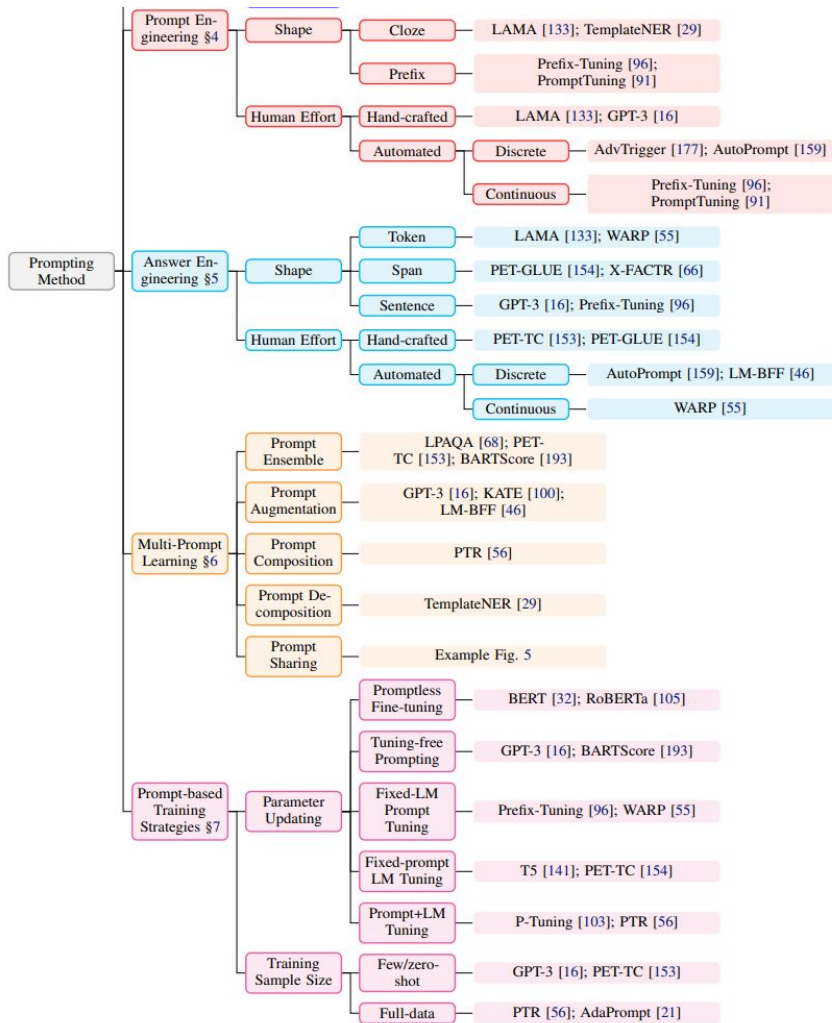 Prompt En-
gineering §4
Shape
Cloze
LAMA [133]; TemplateNER [29]
Prefix
Prefix-Tuning [96];
PromptTuning [91]
Human Effort
Hand-crafted
LAMA [133]; GPT-3 [16]
Automated
Discrete
AdvTrigger [177]; AutoPrompt [159]
Continuous
Prefix-Tuning [96];
PromptTuning [91]
Prompting
Method
Answer En-
gineering §5
Shape
Token
LAMA [133]; WARP [55]
Span
PET-GLUE [154]; X-FACTR [66]
Sentence
GPT-3 [16]; Prefix-Tuning [96]
Human Effort
Hand-crafted
PET-TC [153]; PET-GLUE [154]
Automated
Discrete
AutoPrompt [159]; LM-BFF [46]
Continuous
WARP [55]
Multi-Prompt
Learning §6
Prompt
Ensemble
LPAQA [68]; PET-
TC [153]; BARTScore [193]
Prompt
Augmentation
GPT-3 [16]; KATE [100];
LM-BFF [46]
Prompt
Composition
PTR [56]
Prompt De-
composition
TemplateNER [29]
Prompt
Sharing
Example Fig. 5
Prompt-based
Training
Strategies §7
Parameter
Updating
Promptless
Fine-tuning
BERT [32]; RoBERTa [105]
Tuning-free
Prompting
GPT-3 [16]; BARTScore [193]
Fixed-LM
Prompt
Tuning
Prefix-Tuning [96]; WARP [55]
Fixed-prompt
LM Tuning
T5 [141]; PET-TC [154]
Prompt+LM
Tuning
P-Tuning [103]; PTR [56]
Training
Sample Size
Few/zero-
shot
GPT-3 [16]; PET-TC [153]
Full-data
PTR [56]; AdaPrompt [21]